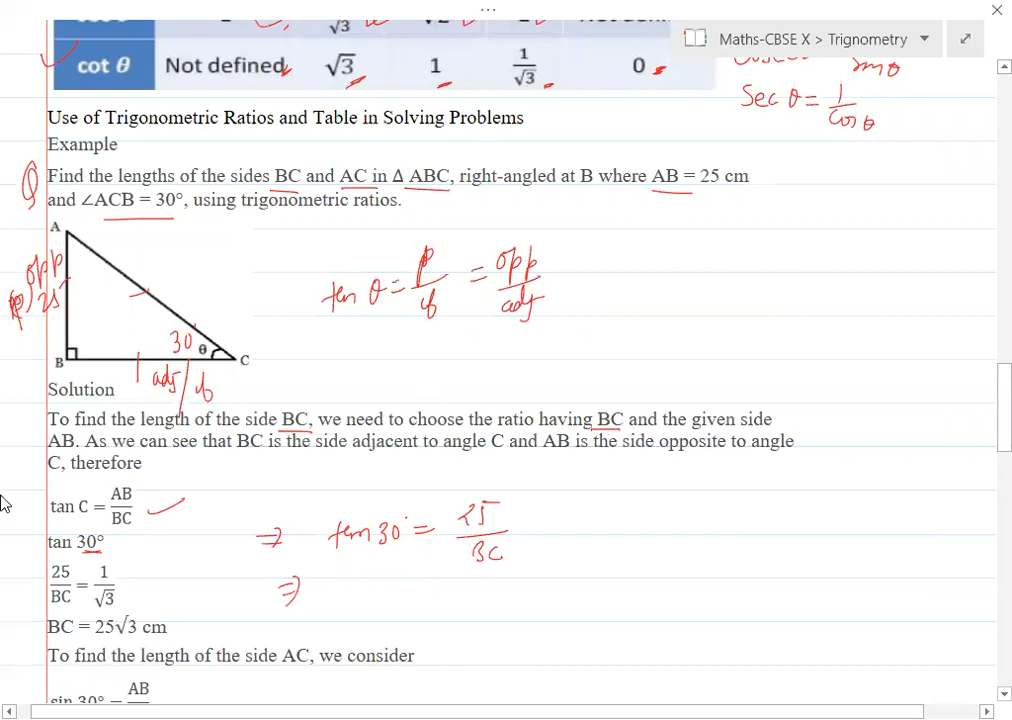 √3
Maths-CBSE X > Trignometry
cot θ Not defined √3 1 1/√3 0
sin θ
Sec θ = 1/Cos θ
Use of Trigonometric Ratios and Table in Solving Problems
Example
Q
Find the lengths of the sides BC and AC in Δ ABC, right-angled at B where AB = 25 cm
and ∠ACB = 30°, using trigonometric ratios.
A
opp
25
tan θ = p/b = opp/adj
30 θ
B C
adj/b
Solution
To find the length of the side BC, we need to choose the ratio having BC and the given side
AB. As we can see that BC is the side adjacent to angle C and AB is the side opposite to angle
C, therefore
tan C = AB/BC
⇒ tan 30° = 25/BC
tan 30°
25/BC = 1/√3
⇒
BC = 25√3 cm
To find the length of the side AC, we consider
sin 30° = AB